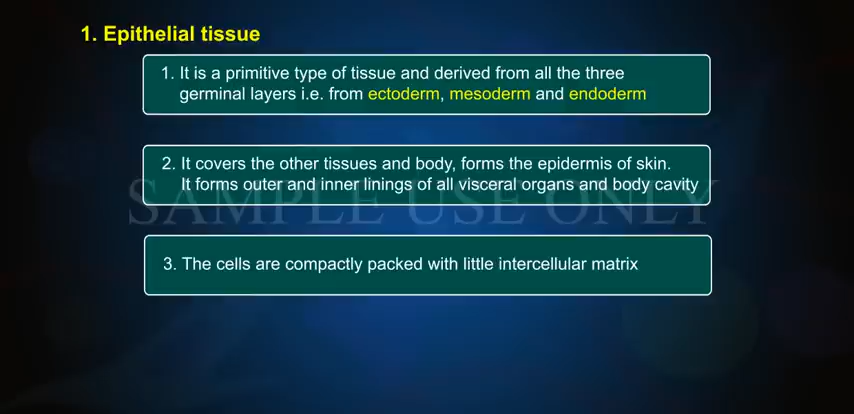 1. Epithelial tissue
1. It is a primitive type of tissue and derived from all the three
germinal layers i.e. from ectoderm, mesoderm and endoderm
2. It covers the other tissues and body, forms the epidermis of skin.
It forms outer and inner linings of all visceral organs and body cavity
SAMPLE USE ONLY
3. The cells are compactly packed with little intercellular matrix